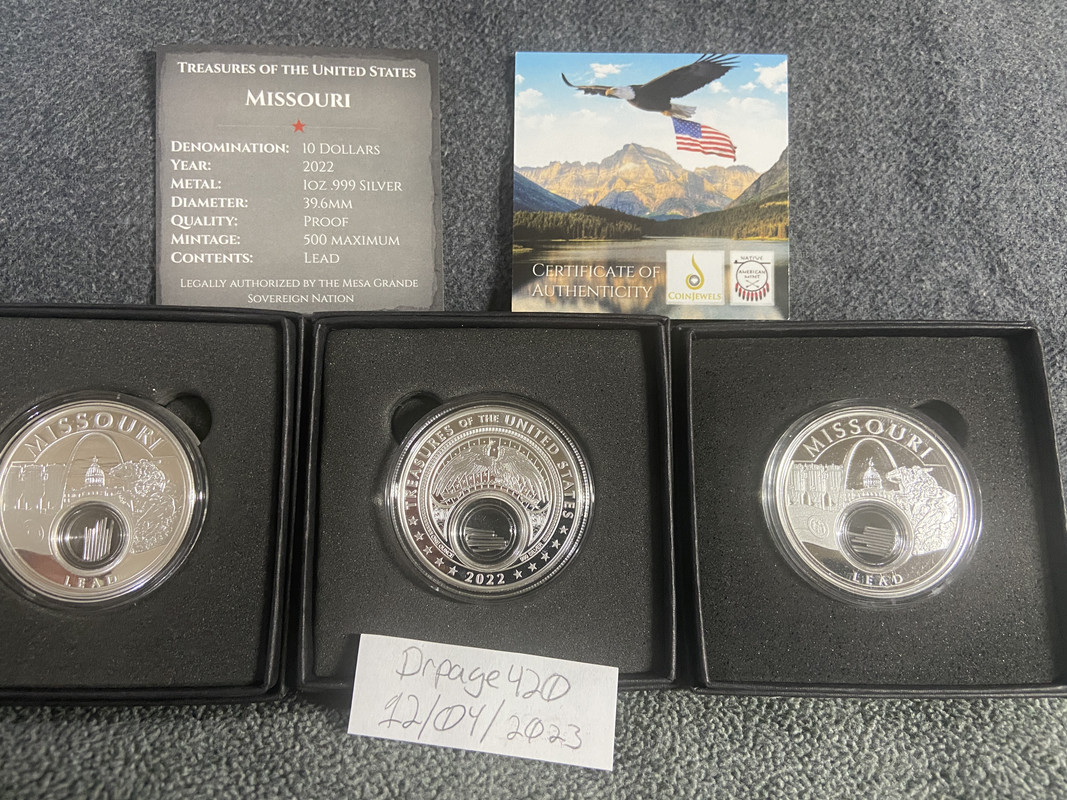 TREASURES OF THE UNITED STATES
MISSOURI
DENOMINATION: 10 DOLLARS
YEAR: 2022
METAL: 1OZ .999 SILVER
DIAMETER: 39.6MM
QUALITY: PROOF
MINTAGE: 500 MAXIMUM
CONTENTS: LEAD
LEGALLY AUTHORIZED BY THE MESA GRANDE
SOVEREIGN NATION
CERTIFICATE OF
AUTHENTICITY
COINJEWELS
NATIVE
AMERICAN
MISSOURI
LEAD
TREASURES OF THE UNITED STATES
2022
MISSOURI
LEAD
Drpage420
12/04/2023